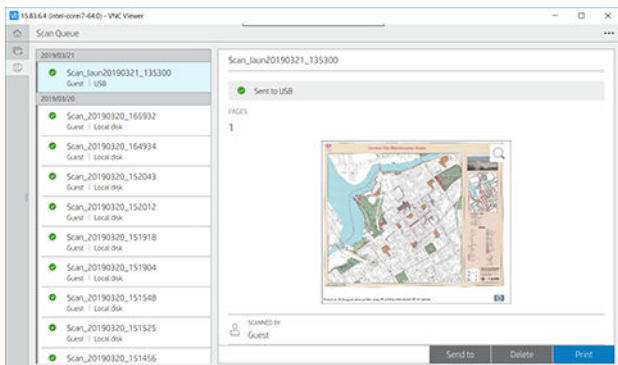 15.83.6.4 (intel-corei7-64:0) - VNC Viewer
Scan Queue
2019/03/21
Scan_Jaun20190321_135300
Guest | USB
2019/03/20
Scan_20190320_165932
Guest | Local disk
Scan_20190320_164934
Guest | Local disk
Scan_20190320_152043
Guest | Local disk
Scan_20190320_152012
Guest | Local disk
Scan_20190320_151918
Guest | Local disk
Scan_20190320_151904
Guest | Local disk
Scan_20190320_151548
Guest | Local disk
Scan_20190320_151525
Guest | Local disk
Scan_20190320_151456
Scan_Jaun20190321_135300
Sent to USB
PAGES
1
SCANNED BY
Guest
Send to
Delete
Print